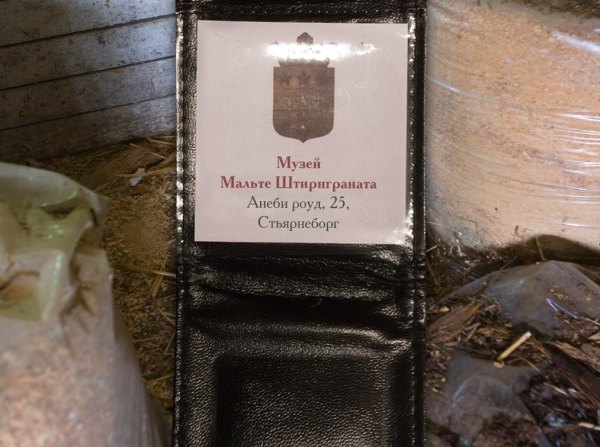 Музей
Мальте Штирнграната
Анеби роуд, 25,
Стьярнеборг